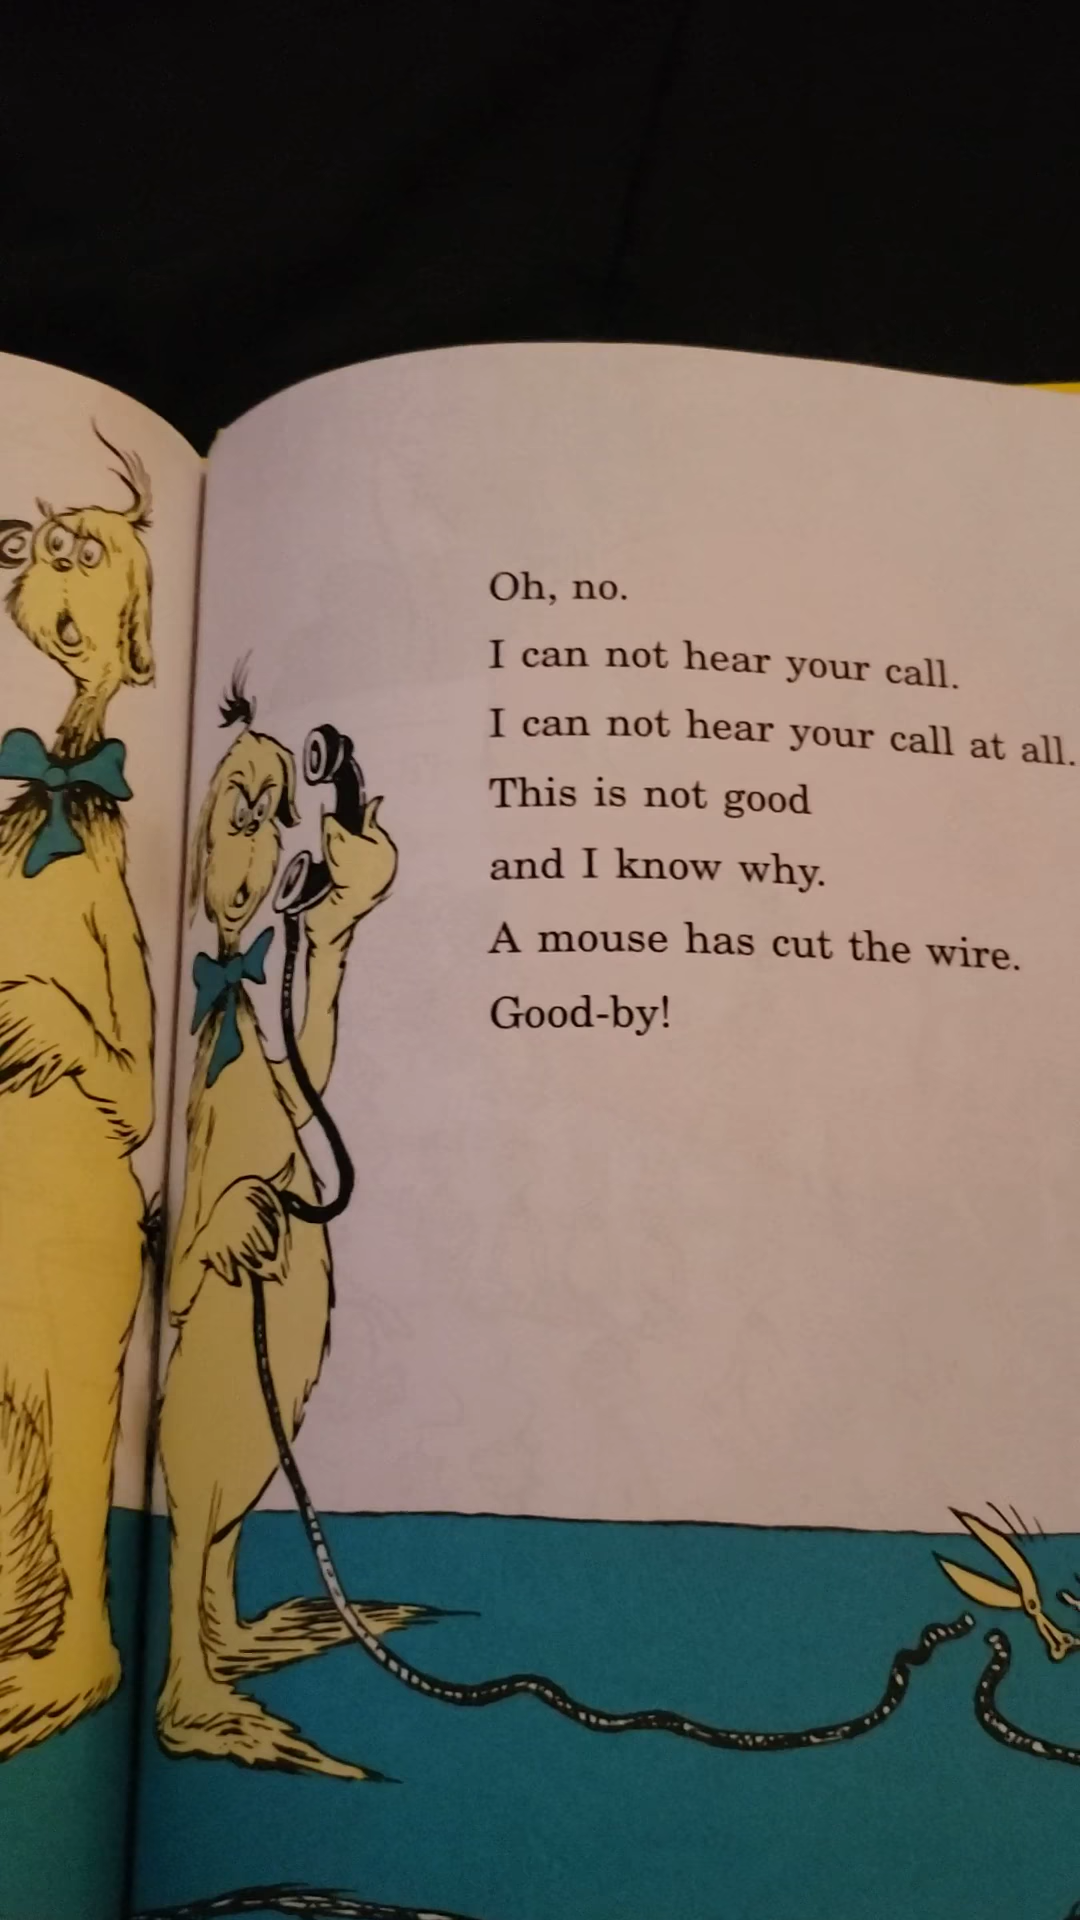 Oh, no.
I can not hear your call.
I can not hear your call at all.
This is not good
and I know why.
A mouse has cut the wire.
Good-by!